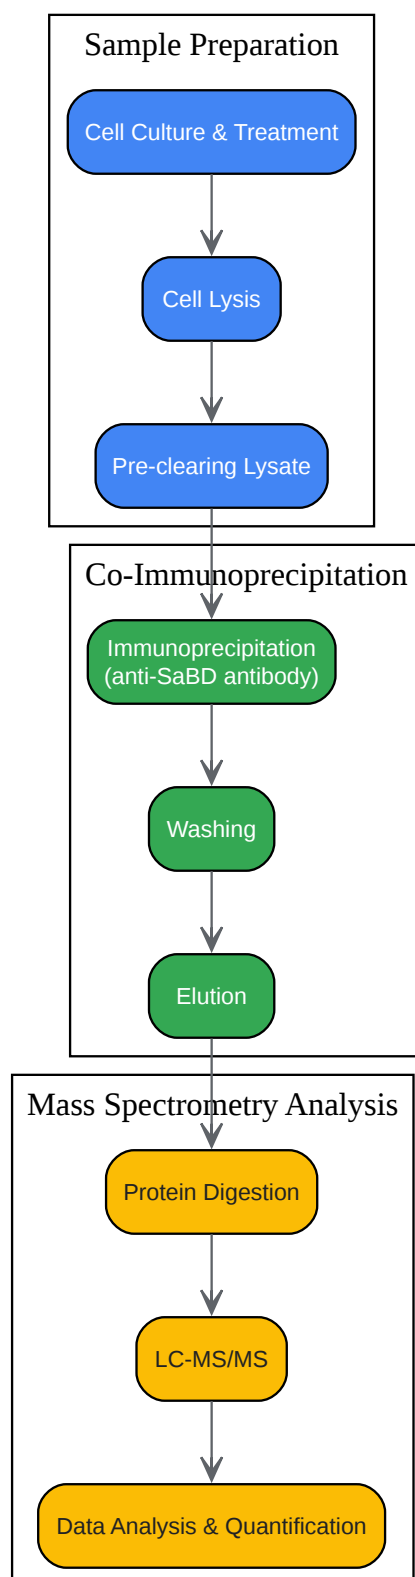 Sample Preparation
Cell Culture & Treatment
Cell Lysis
Pre-clearing Lysate
Co-Immunoprecipitation
Immunoprecipitation
(anti-SaBD antibody)
Washing
Elution
Mass Spectrometry Analysis
Protein Digestion
LC-MS/MS
Data Analysis & Quantification